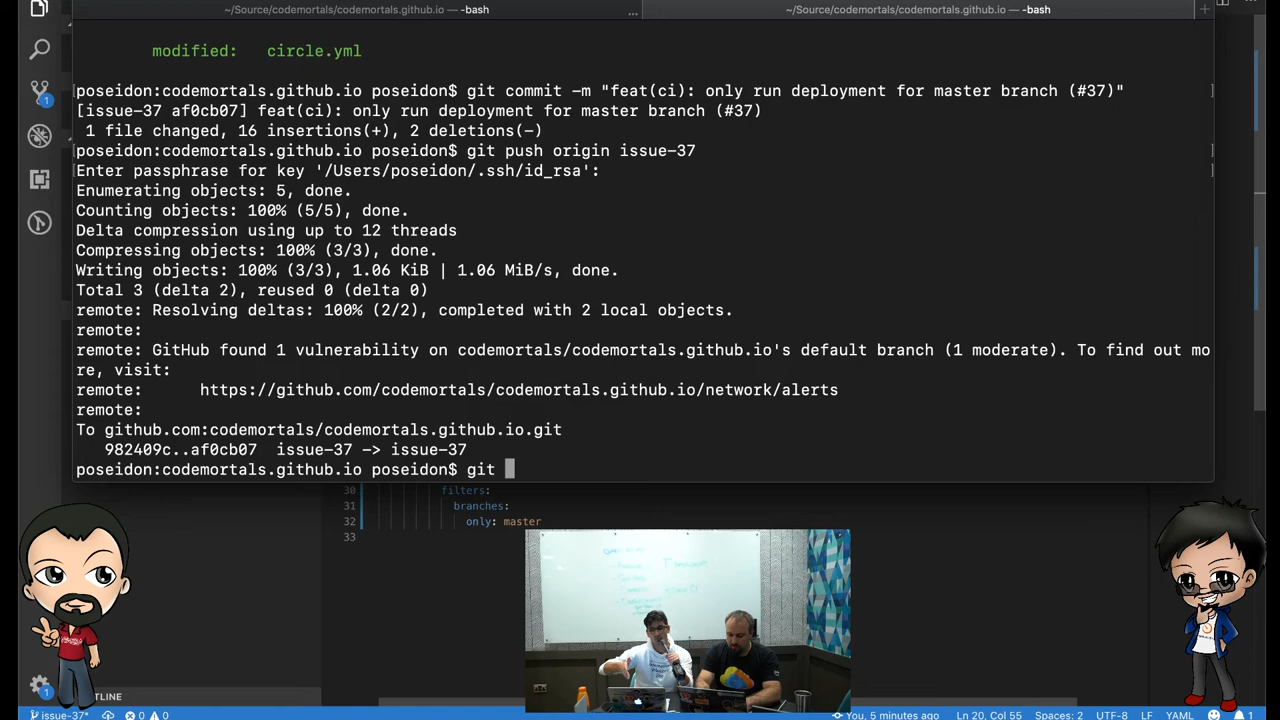 ~/Source/codemortals/codemortals.github.io — -bash
...
~/Source/codemortals/codemortals.github.io — -bash
+
modified:   circle.yml
poseidon:codemortals.github.io poseidon$ git commit -m "feat(ci): only run deployment for master branch (#37)"
[issue-37 af0cb07] feat(ci): only run deployment for master branch (#37)
1 file changed, 16 insertions(+), 2 deletions(-)
poseidon:codemortals.github.io poseidon$ git push origin issue-37
Enter passphrase for key '/Users/poseidon/.ssh/id_rsa':
Enumerating objects: 5, done.
Counting objects: 100% (5/5), done.
Delta compression using up to 12 threads
Compressing objects: 100% (3/3), done.
Writing objects: 100% (3/3), 1.06 KiB | 1.06 MiB/s, done.
Total 3 (delta 2), reused 0 (delta 0)
remote: Resolving deltas: 100% (2/2), completed with 2 local objects.
remote:
remote: GitHub found 1 vulnerability on codemortals/codemortals.github.io's default branch (1 moderate). To find out mo
re, visit:
remote:      https://github.com/codemortals/codemortals.github.io/network/alerts
remote:
To github.com:codemortals/codemortals.github.io.git
982409c..af0cb07  issue-37 -> issue-37
poseidon:codemortals.github.io poseidon$ git
30 filters:
31 branches:
32 only: master
33
1
1
TLINE
issue-37* 0 0 You, 5 minutes ago Ln 20, Col 55 Spaces: 2 UTF-8 LF YAML 1